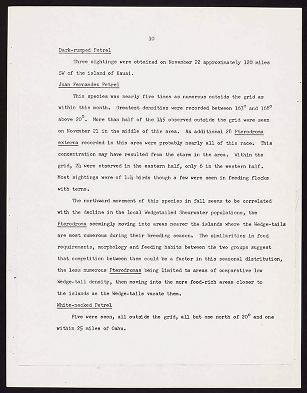 10
Dark-rumped Petrel
Three sightings were obtained on November 22 approximately 120 miles
SW of the island of Kauai.
Juan Fernandez Petrel
This species was nearly five times as numerous outside the grid as
within this month. Greatest densities were recorded between 163° and 168°
above 20°. More than half of the 145 observed outside the grid were seen
on November 21 in the middle of this area. An additional 28 Pterodroma
externa recorded in this area were probably nearly all of this race. This
concentration may have resulted from the storm in the area. Within the
grid, 24 were observed in the eastern half, only 6 in the western half.
Most sightings were of 1-4 birds though a few were seen in feeding flocks
with terns.
The northward movement of this species in fall seems to be correlated
with the decline in the local Wedgetailed Shearwater populations, the
Pterodroma seemingly moving into areas nearer the islands where the Wedge-tails
are most numerous during their breeding season. The similarities in food
requirements, morphology and feeding habits between the two groups suggest
that competition between them could be a factor in this seasonal distribution,
the less numerous Pterodromas being limited to areas of comparative low
Wedge-tail density, then moving into the more food-rich areas closer to
the islands as the Wedge-tails vacate them.
White-necked Petrel
Five were seen, all outside the grid, all but one north of 20° and one
within 25 miles of Oahu.